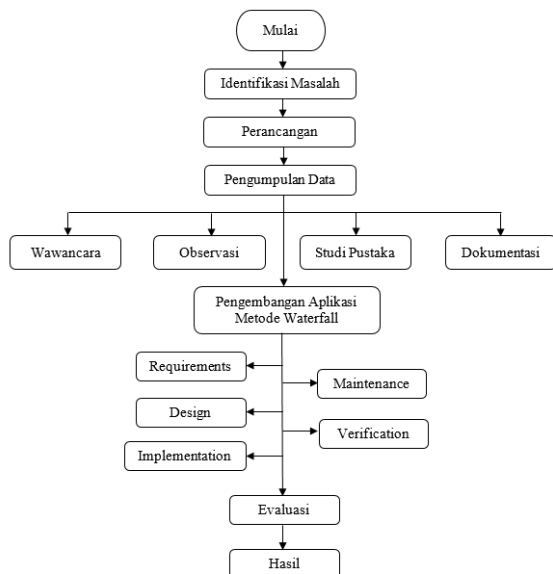 Mulai
Identifikasi Masalah
Perancangan
Pengumpulan Data
Wawancara
Observasi
Studi Pustaka
Dokumentasi
Pengembangan Aplikasi
Metode Waterfall
Requirements
Maintenance
Design
Verification
Implementation
Evaluasi
Hasil